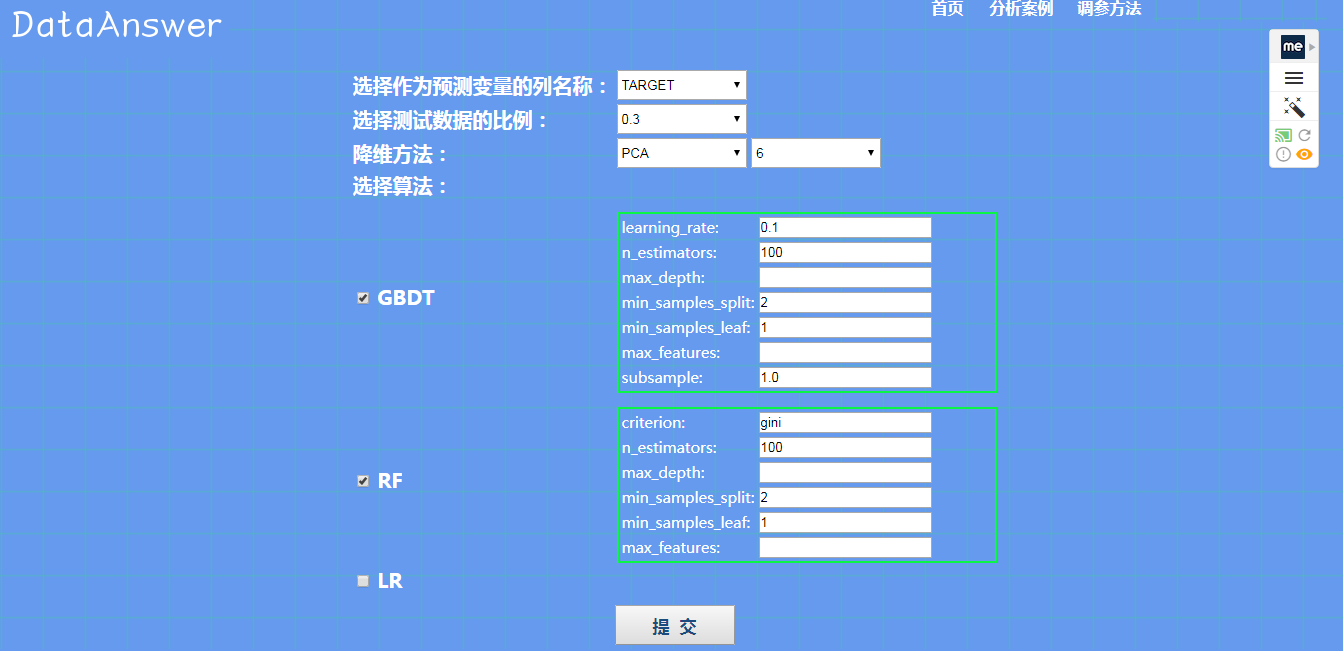 首页 分析案例 调参方法
DataAnswer
me
选择作为预测变量的列名称： TARGET
选择测试数据的比例： 0.3
降维方法： PCA 6
选择算法：
GBDT
learning_rate: 0.1
n_estimators: 100
max_depth:
min_samples_split: 2
min_samples_leaf: 1
max_features:
subsample: 1.0
RF
criterion: gini
n_estimators: 100
max_depth:
min_samples_split: 2
min_samples_leaf: 1
max_features:
LR
提 交